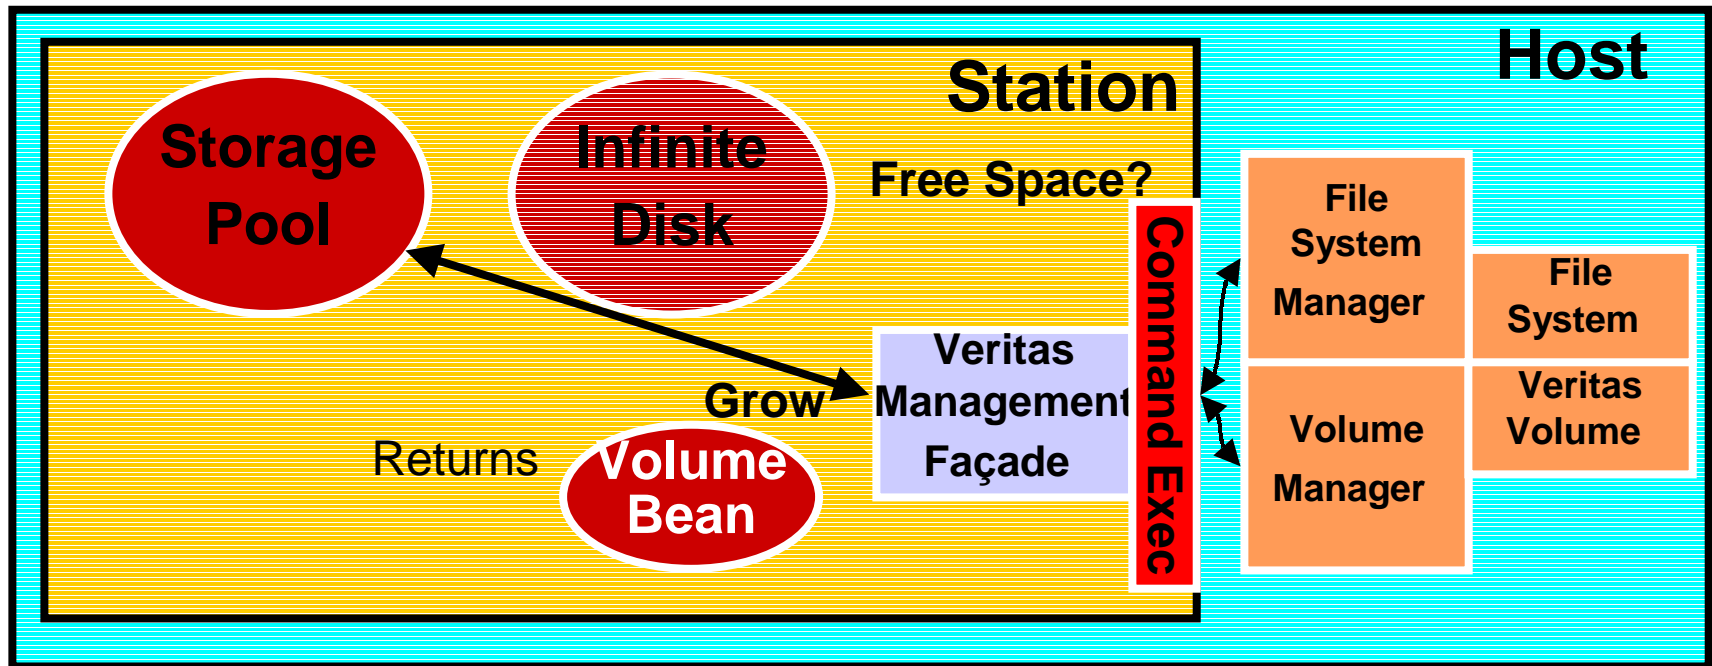 Host
Station
Storage
Pool
Infinite
Disk
Free Space?
Command Exec
File
System
Manager
File
System
Veritas
Management
Façade
Grow
Returns
Volume
Bean
Volume
Manager
Veritas
Volume